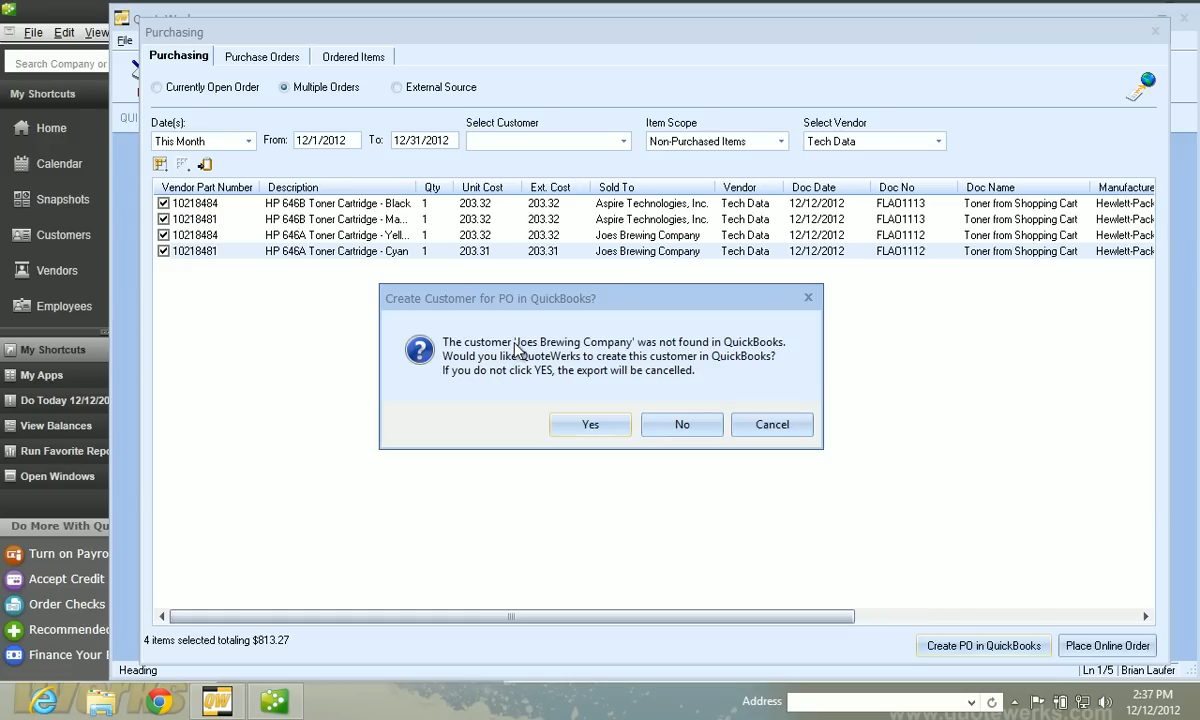 Purchasing
File Edit View
File
Search Company or
Purchasing Purchase Orders Ordered Items
My Shortcuts
Home
Calendar
Snapshots
Customers
Vendors
Employees
My Shortcuts
My Apps
Do Today 12/12/20
View Balances
Run Favorite Repo
Open Windows
Do More With Qu
Turn on Payro
Accept Credit
Order Checks
Recommended
Finance Your B
QUI
Currently Open Order Multiple Orders External Source
Date(s): Select Customer Item Scope Select Vendor
This Month From: 12/1/2012 To: 12/31/2012 Non-Purchased Items Tech Data
Vendor Part Number Description Qty Unit Cost Ext. Cost Sold To Vendor Doc Date Doc No Doc Name Manufacture
10218484 HP 646B Toner Cartridge - Black 1 203.32 203.32 Aspire Technologies, Inc. Tech Data 12/12/2012 FLAO1113 Toner from Shopping Cart Hewlett-Pack
10218481 HP 646B Toner Cartridge - Ma... 1 203.32 203.32 Aspire Technologies, Inc. Tech Data 12/12/2012 FLAO1113 Toner from Shopping Cart Hewlett-Pack
10218484 HP 646A Toner Cartridge - Yell... 1 203.32 203.32 Joes Brewing Company Tech Data 12/12/2012 FLAO1112 Toner from Shopping Cart Hewlett-Pack
10218481 HP 646A Toner Cartridge - Cyan 1 203.31 203.31 Joes Brewing Company Tech Data 12/12/2012 FLAO1112 Toner from Shopping Cart Hewlett-Pack
Create Customer for PO in QuickBooks?
The customer 'Joes Brewing Company' was not found in QuickBooks.
Would you like QuoteWerks to create this customer in QuickBooks?
If you do not click YES, the export will be cancelled.
Yes No Cancel
4 items selected totaling $813.27
Create PO in QuickBooks Place Online Order
Heading Ln 1/5 Brian Laufer
QW
Address
2:37 PM
12/12/2012
www.quotewerks.com